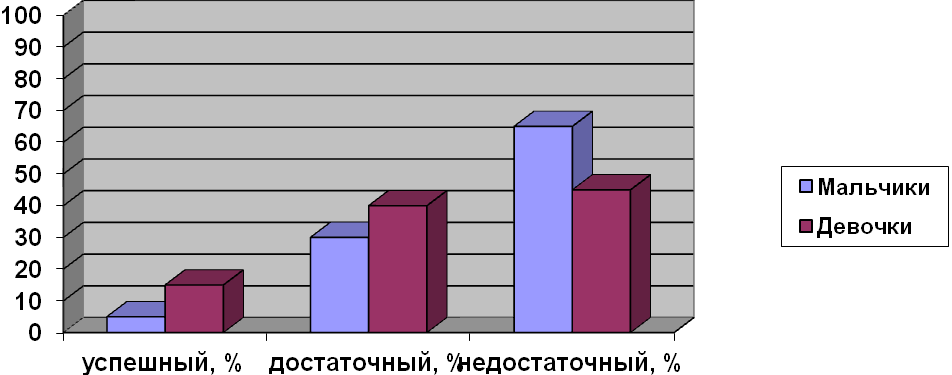 100
90
80
70
60
50
40
30
20
10
0
успешный, %
достаточный, %
недостаточный, %
Мальчики
Девочки